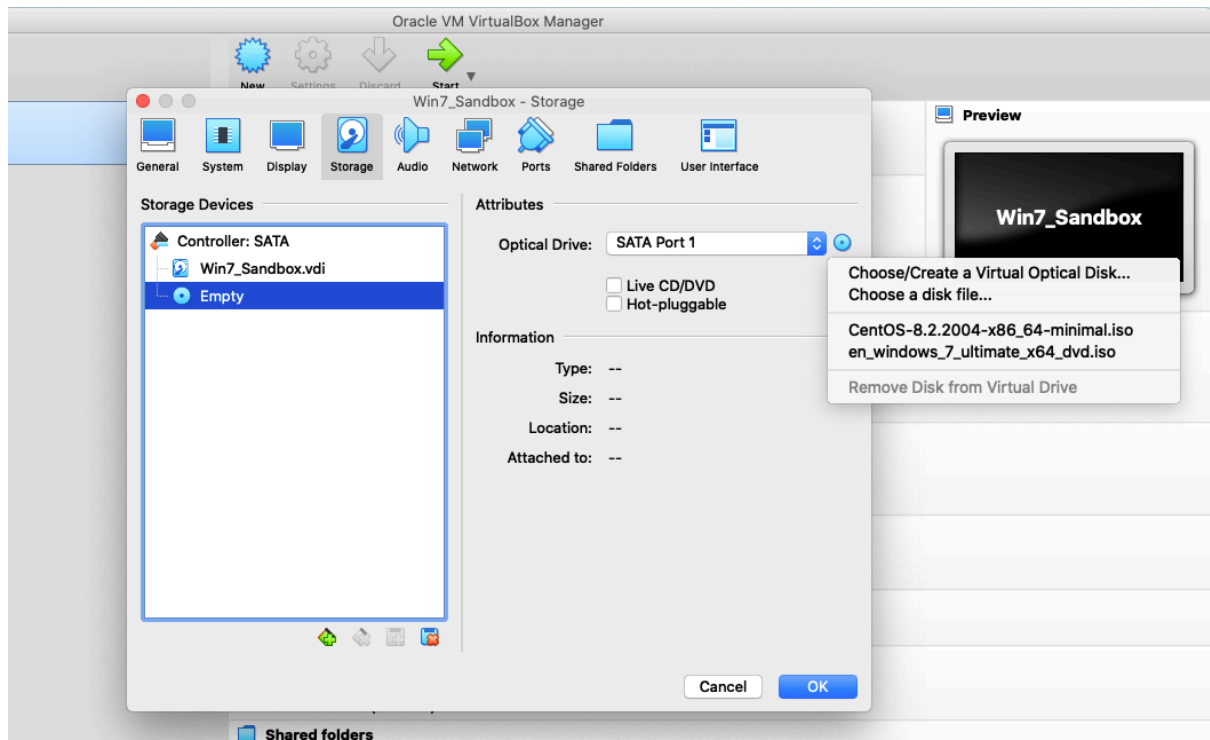 Oracle VM VirtualBox Manager
New Settings Discard Start
Win7_Sandbox - Storage
General System Display Storage Audio Network Ports Shared Folders User Interface
Preview
Win7_Sandbox
Storage Devices
Controller: SATA
Win7_Sandbox.vdi
Empty
Attributes
Optical Drive: SATA Port 1
Live CD/DVD
Hot-pluggable
Information
Type: --
Size: --
Location: --
Attached to: --
Choose/Create a Virtual Optical Disk...
Choose a disk file...
CentOS-8.2.2004-x86_64-minimal.iso
en_windows_7_ultimate_x64_dvd.iso
Remove Disk from Virtual Drive
Cancel OK
Shared folders